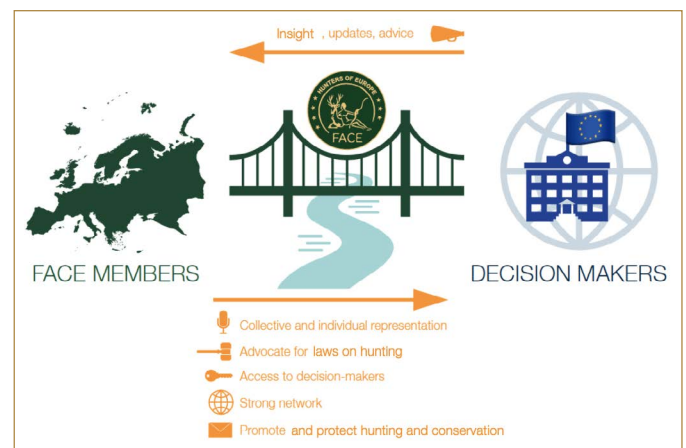 Insight , updates, advice
HUNTERS OF EUROPE
FACE
FACE MEMBERS
DECISION MAKERS
Collective and individual representation
Advocate for laws on hunting
Access to decision-makers
Strong network
Promote and protect hunting and conservation